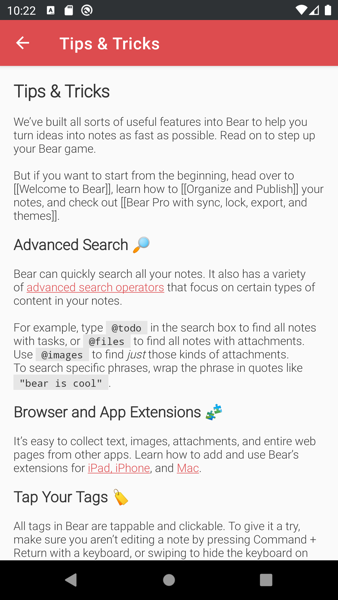 10:22
Tips & Tricks
Tips & Tricks
We've built all sorts of useful features into Bear to help you
turn ideas into notes as fast as possible. Read on to step up
your Bear game.
But if you want to start from the beginning, head over to
[[Welcome to Bear]], learn how to [[Organize and Publish]] your
notes, and check out [[Bear Pro with sync, lock, export, and
themes]].
Advanced Search 🔎
Bear can quickly search all your notes. It also has a variety
of advanced search operators that focus on certain types of
content in your notes.
For example, type @todo in the search box to find all notes
with tasks, or @files to find all notes with attachments.
Use @images to find just those kinds of attachments.
To search specific phrases, wrap the phrase in quotes like
"bear is cool" .
Browser and App Extensions 🧩
It's easy to collect text, images, attachments, and entire web
pages from other apps. Learn how to add and use Bear's
extensions for iPad, iPhone, and Mac.
Tap Your Tags 🏷️
All tags in Bear are tappable and clickable. To give it a try,
make sure you aren't editing a note by pressing Command +
Return with a keyboard, or swiping to hide the keyboard on